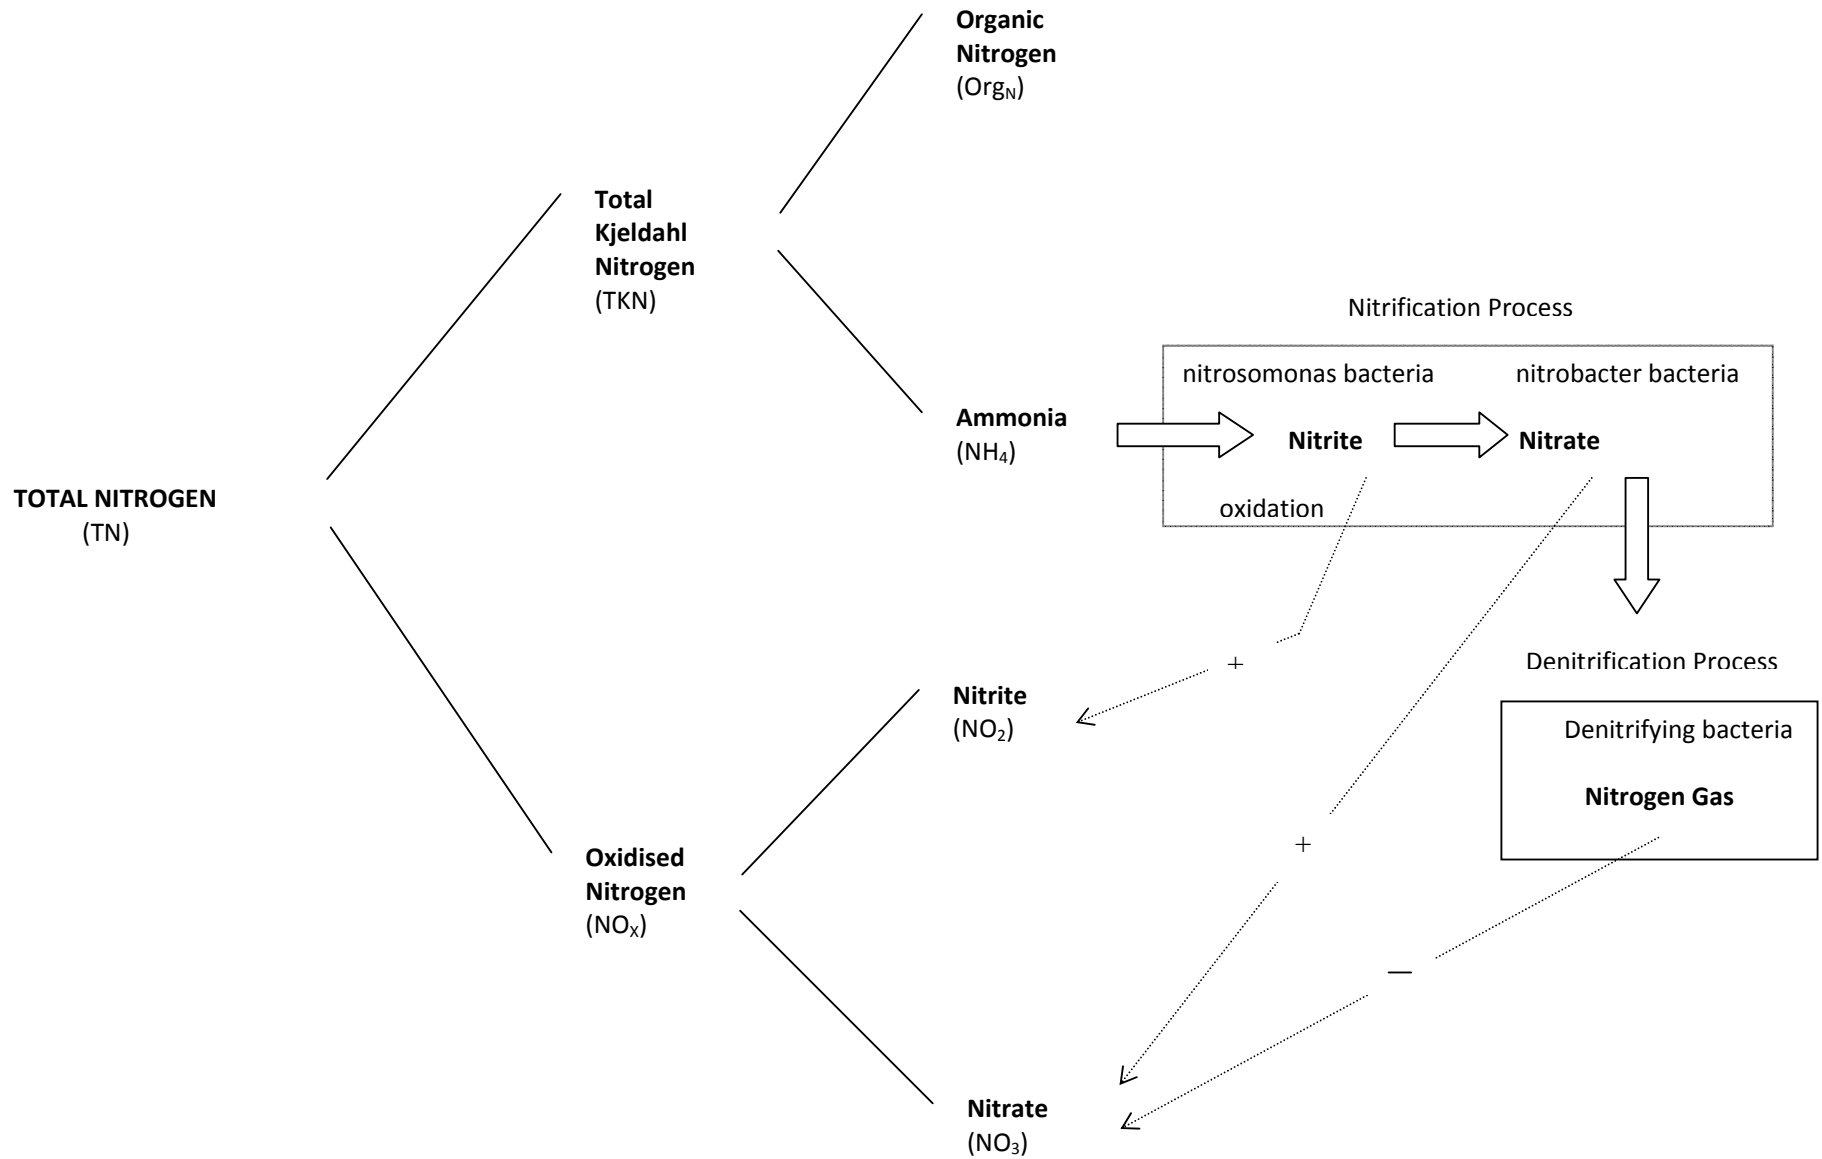 Organic
Nitrogen
(Org_N)
Total
Kjeldahl
Nitrogen
(TKN)
Nitrification Process
nitrosomonas bacteria
nitrobacter bacteria
Ammonia
(NH₄)
Nitrite
Nitrate
oxidation
TOTAL NITROGEN
(TN)
+
Denitrification Process
Nitrite
(NO₂)
Denitrifying bacteria
Nitrogen Gas
+
Oxidised
Nitrogen
(NOₓ)
—
Nitrate
(NO₃)